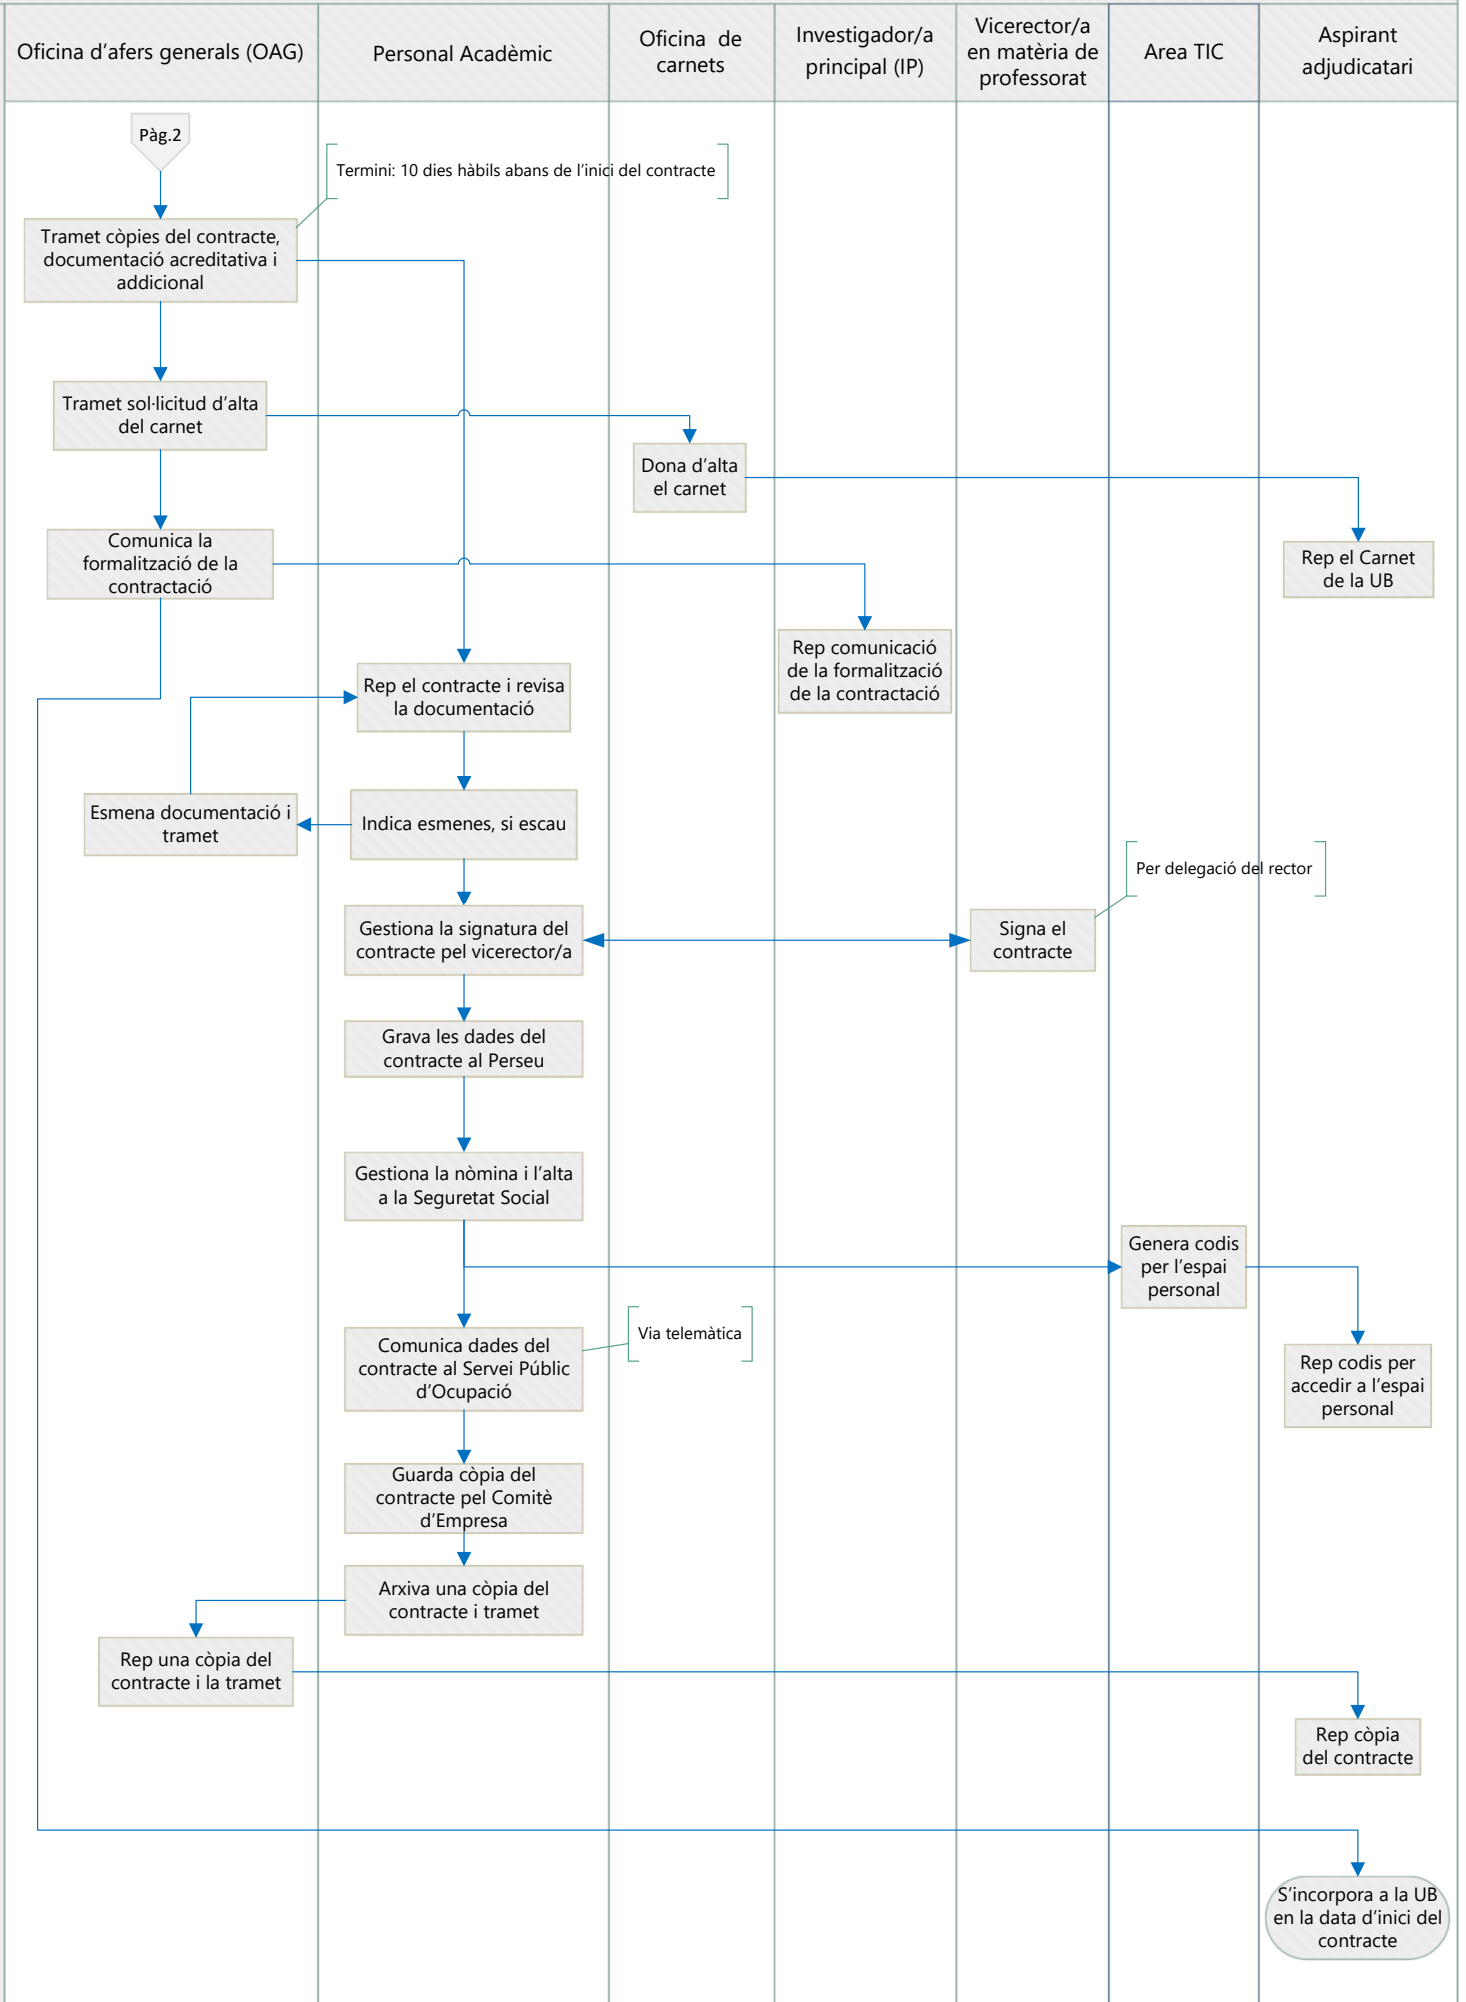 Oficina d'afers generals (OAG)
Personal Acadèmic
Oficina de
carnets
Investigador/a
principal (IP)
Vicerector/a
en matèria de
professorat
Area TIC
Aspirant
adjudicatari
Pàg.2
Termini: 10 dies hàbils abans de l'inici del contracte
Tramet còpies del contracte,
documentació acreditativa i
addicional
Tramet sol·licitud d'alta
del carnet
Dona d'alta
el carnet
Comunica la
formalització de la
contractació
Rep el Carnet
de la UB
Rep comunicació
de la formalització
de la contractació
Rep el contracte i revisa
la documentació
Esmena documentació i
tramet
Indica esmenes, si escau
Per delegació del rector
Gestiona la signatura del
contracte pel vicerector/a
Signa el
contracte
Grava les dades del
contracte al Perseu
Gestiona la nòmina i l'alta
a la Seguretat Social
Genera codis
per l'espai
personal
Via telemàtica
Comunica dades del
contracte al Servei Públic
d'Ocupació
Rep codis per
accedir a l'espai
personal
Guarda còpia del
contracte pel Comitè
d'Empresa
Arxiva una còpia del
contracte i tramet
Rep una còpia del
contracte i la tramet
Rep còpia
del contracte
S'incorpora a la UB
en la data d'inici del
contracte